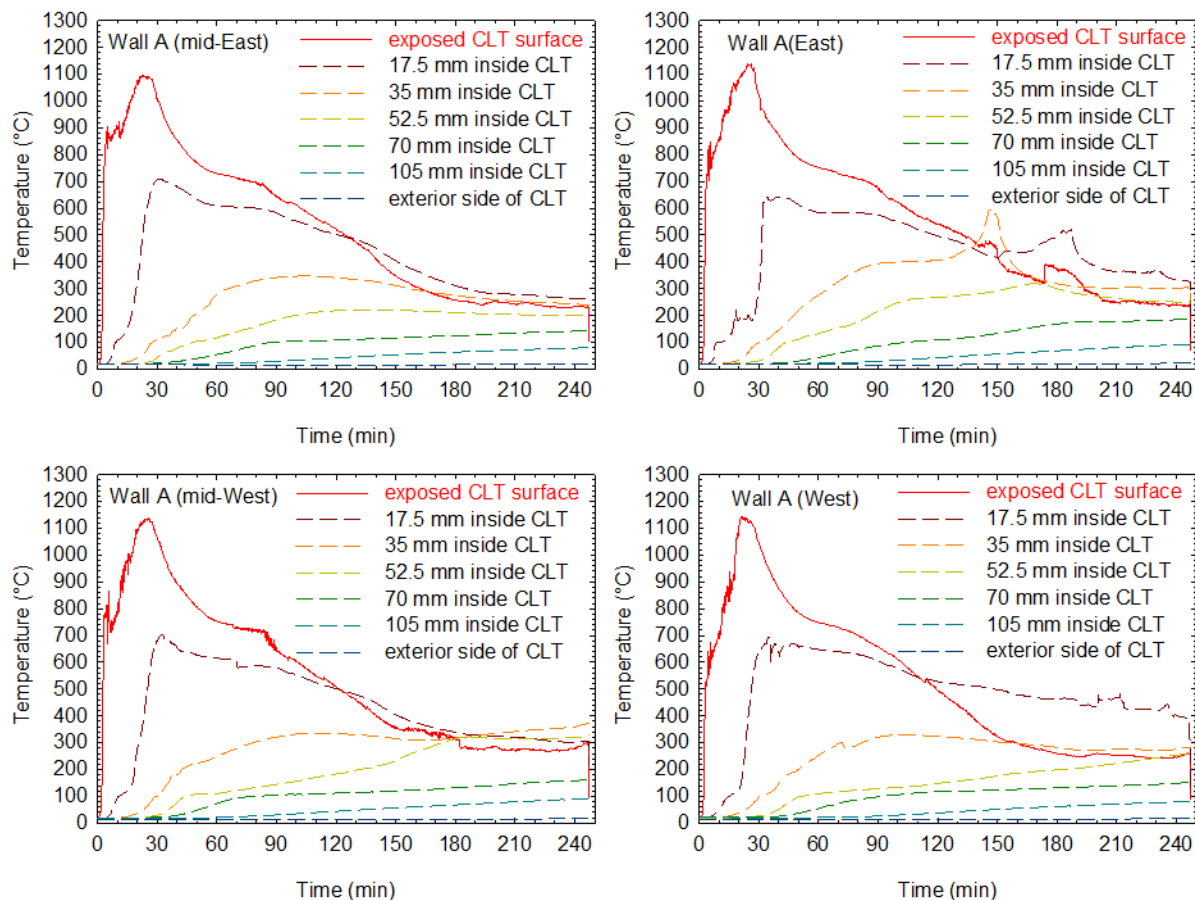 1300
1200
1100
1000
900
800
700
600
500
400
300
200
100
0
Temperature (°C)
Wall A (mid-East)
exposed CLT surface
17.5 mm inside CLT
35 mm inside CLT
52.5 mm inside CLT
70 mm inside CLT
105 mm inside CLT
exterior side of CLT
0 30 60 90 120 150 180 210 240
Time (min)
1300
1200
1100
1000
900
800
700
600
500
400
300
200
100
0
Temperature (°C)
Wall A(East)
exposed CLT surface
17.5 mm inside CLT
35 mm inside CLT
52.5 mm inside CLT
70 mm inside CLT
105 mm inside CLT
exterior side of CLT
0 30 60 90 120 150 180 210 240
Time (min)
1300
1200
1100
1000
900
800
700
600
500
400
300
200
100
0
Temperature (°C)
Wall A (mid-West)
exposed CLT surface
17.5 mm inside CLT
35 mm inside CLT
52.5 mm inside CLT
70 mm inside CLT
105 mm inside CLT
exterior side of CLT
0 30 60 90 120 150 180 210 240
Time (min)
1300
1200
1100
1000
900
800
700
600
500
400
300
200
100
0
Temperature (°C)
Wall A (West)
exposed CLT surface
17.5 mm inside CLT
35 mm inside CLT
52.5 mm inside CLT
70 mm inside CLT
105 mm inside CLT
exterior side of CLT
0 30 60 90 120 150 180 210 240
Time (min)